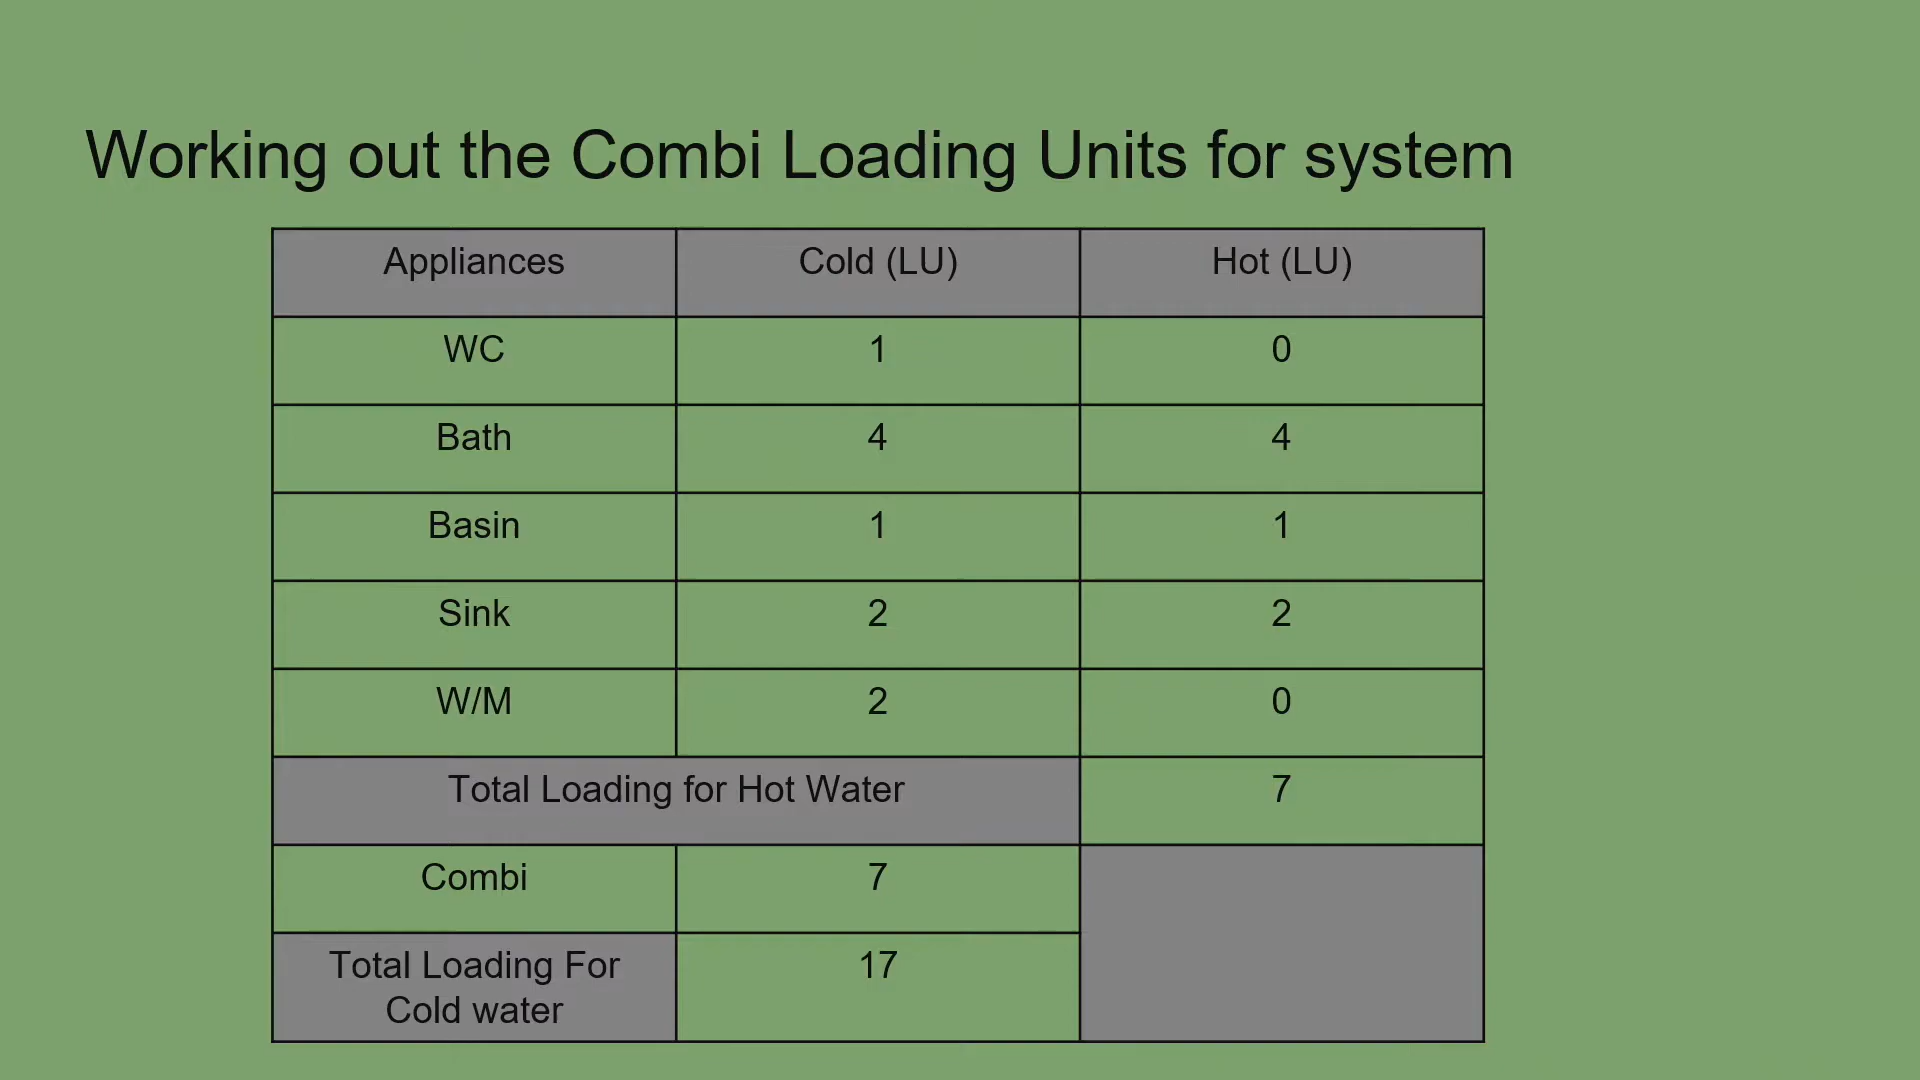 Working out the Combi Loading Units for system
Appliances Cold (LU) Hot (LU)
WC 1 0
Bath 4 4
Basin 1 1
Sink 2 2
W/M 2 0
Total Loading for Hot Water 7
Combi 7
Total Loading For 17
Cold water